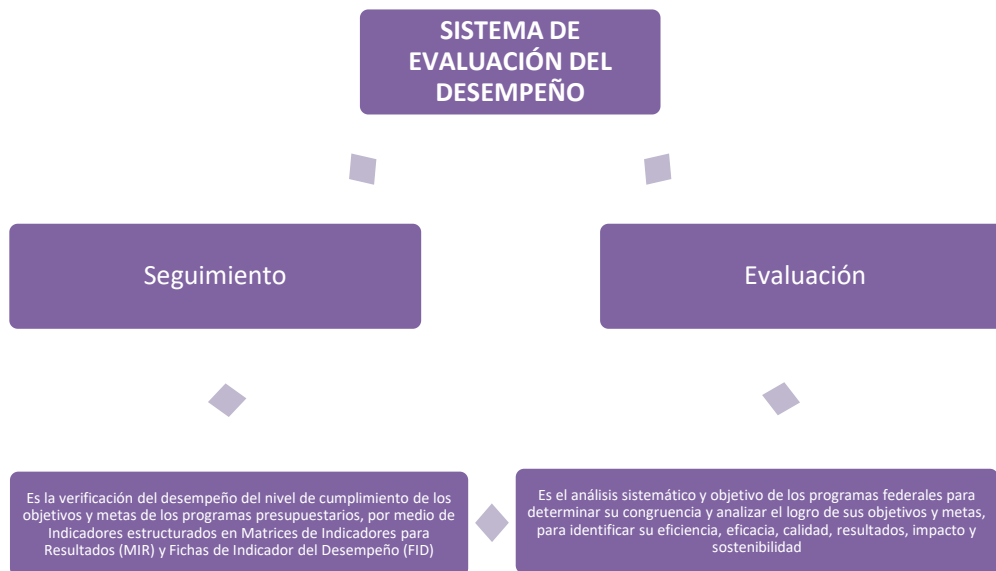 SISTEMA DE
EVALUACIÓN DEL
DESEMPEÑO
Seguimiento
Evaluación
Es la verificación del desempeño del nivel de cumplimiento de los
objetivos y metas de los programas presupuestarios, por medio de
Indicadores estructurados en Matrices de Indicadores para
Resultados (MIR) y Fichas de Indicador del Desempeño (FID)
Es el análisis sistemático y objetivo de los programas federales para
determinar su congruencia y analizar el logro de sus objetivos y metas,
para identificar su eficiencia, eficacia, calidad, resultados, impacto y
sostenibilidad